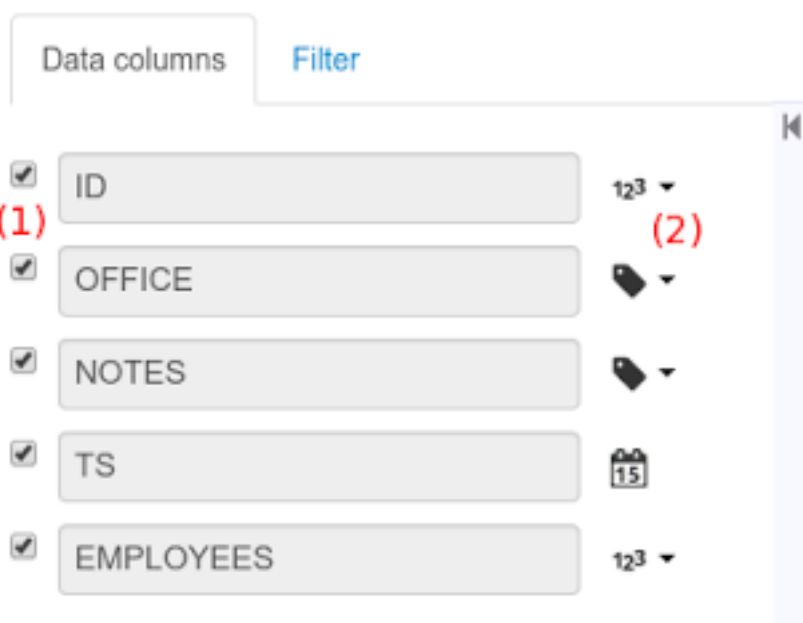 Data columns Filter
ID 123
(1) (2)
OFFICE
NOTES
TS 15
EMPLOYEES 123